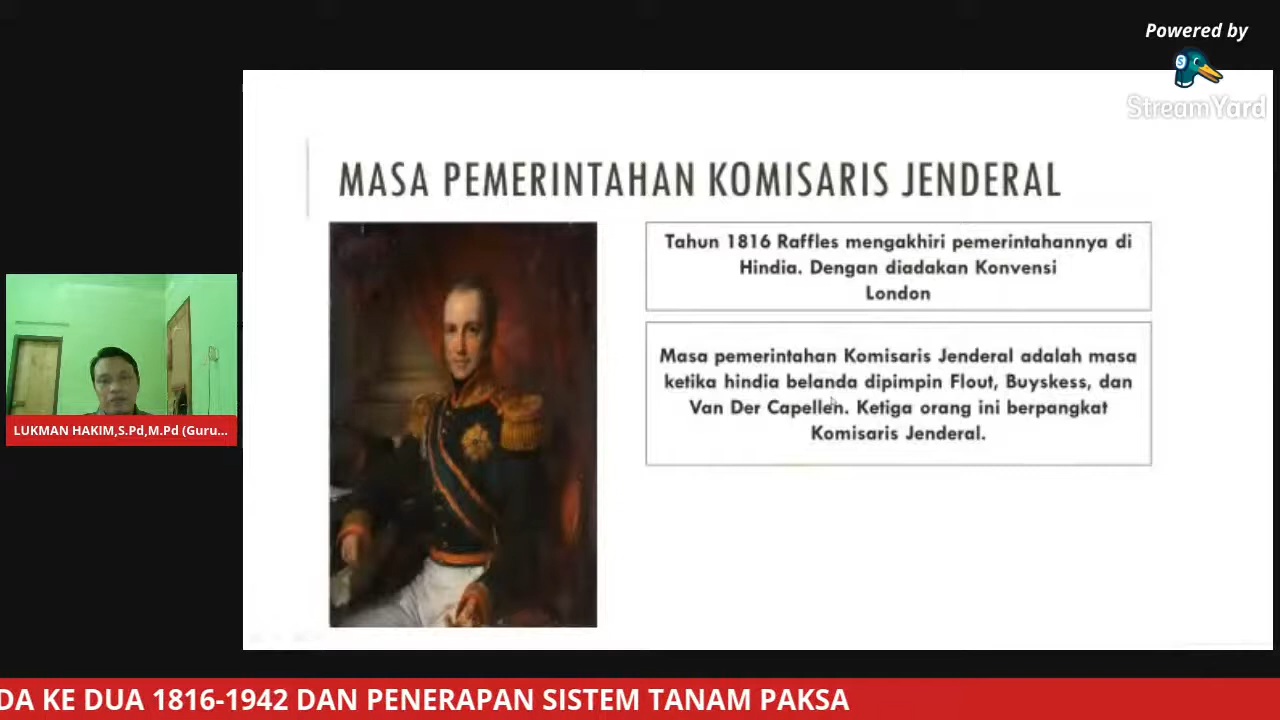 Powered by
StreamYard
MASA PEMERINTAHAN KOMISARIS JENDERAL
Tahun 1816 Raffles mengakhiri pemerintahannya di
Hindia. Dengan diadakan Konvensi
London
Masa pemerintahan Komisaris Jenderal adalah masa
ketika hindia belanda dipimpin Flout, Buyskess, dan
Van Der Capellen. Ketiga orang ini berpangkat
Komisaris Jenderal.
LUKMAN HAKIM,S.Pd,M.Pd (Guru...
DA KE DUA 1816-1942 DAN PENERAPAN SISTEM TANAM PAKSA